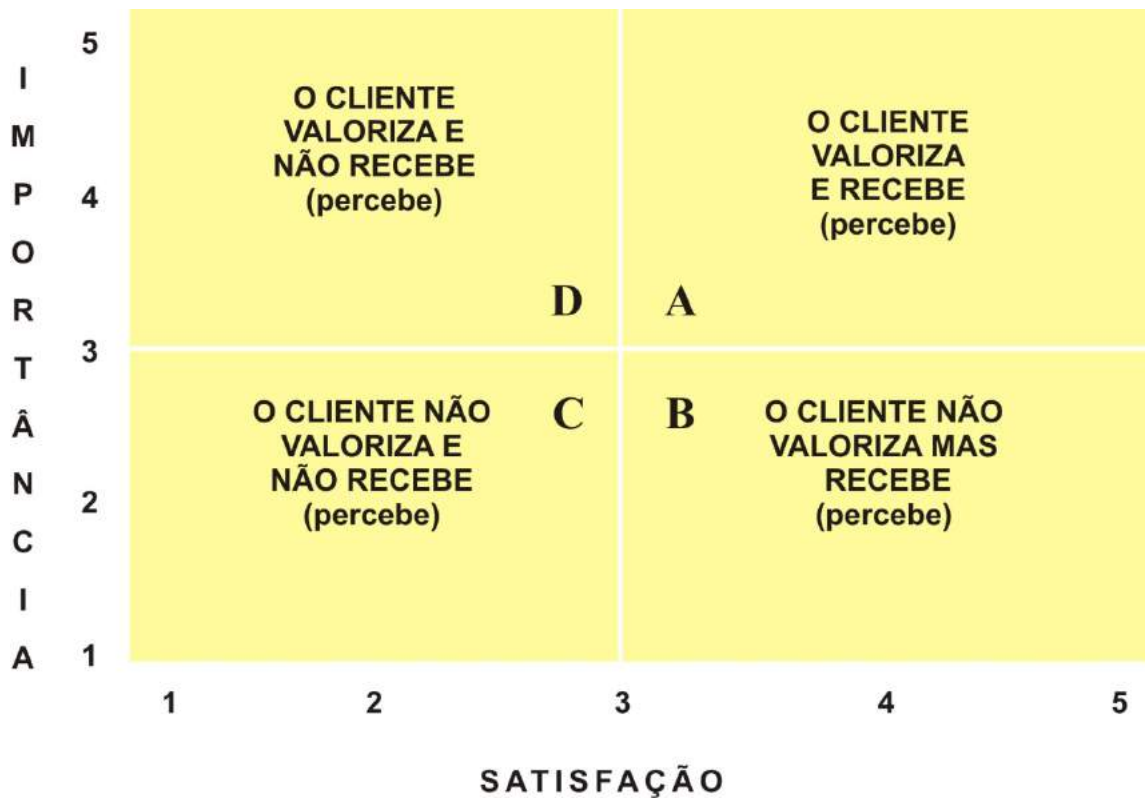 IMPORTÂNCIA
5
4
3
2
1
O CLIENTE
VALORIZA E
NÃO RECEBE
(percebe)
D
O CLIENTE
VALORIZA
E RECEBE
(percebe)
A
O CLIENTE NÃO
VALORIZA E
NÃO RECEBE
(percebe)
C
B
O CLIENTE NÃO
VALORIZA MAS
RECEBE
(percebe)
1 2 3 4 5
SATISFAÇÃO